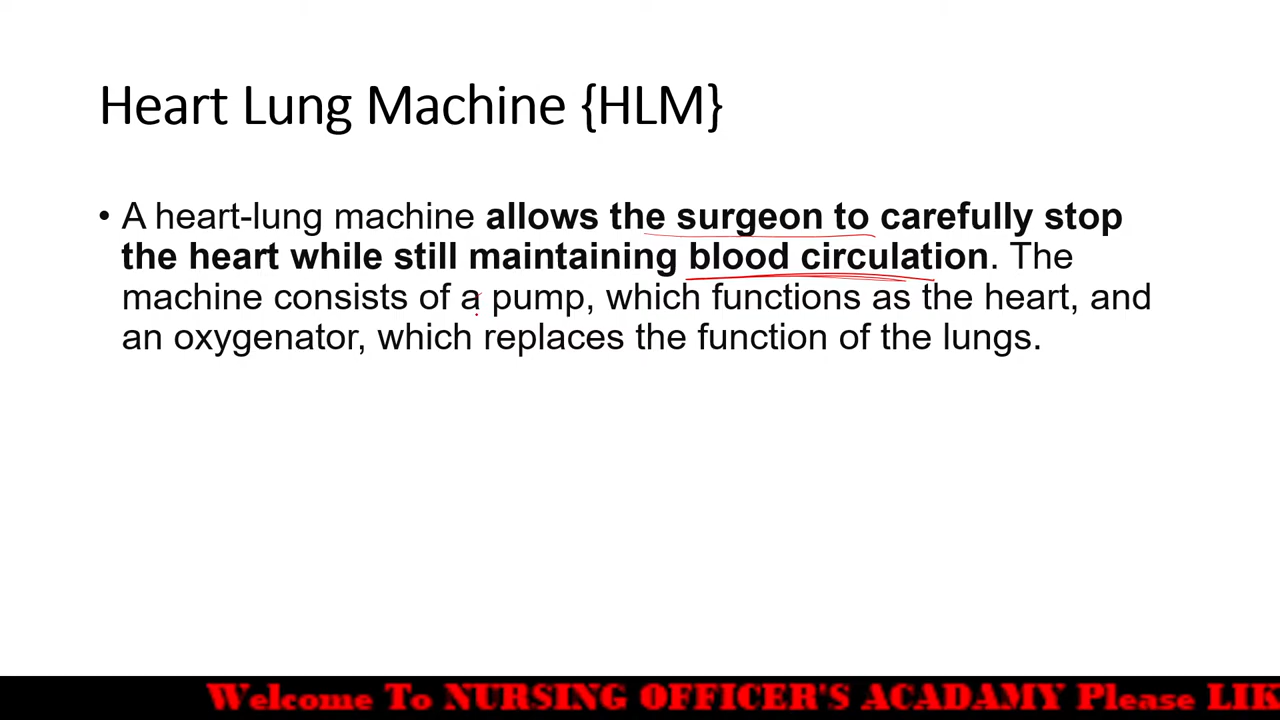 Heart Lung Machine {HLM}
• A heart-lung machine allows the surgeon to carefully stop
the heart while still maintaining blood circulation. The
machine consists of a pump, which functions as the heart, and
an oxygenator, which replaces the function of the lungs.
Welcome To NURSING OFFICER'S ACADAMY Please LIK